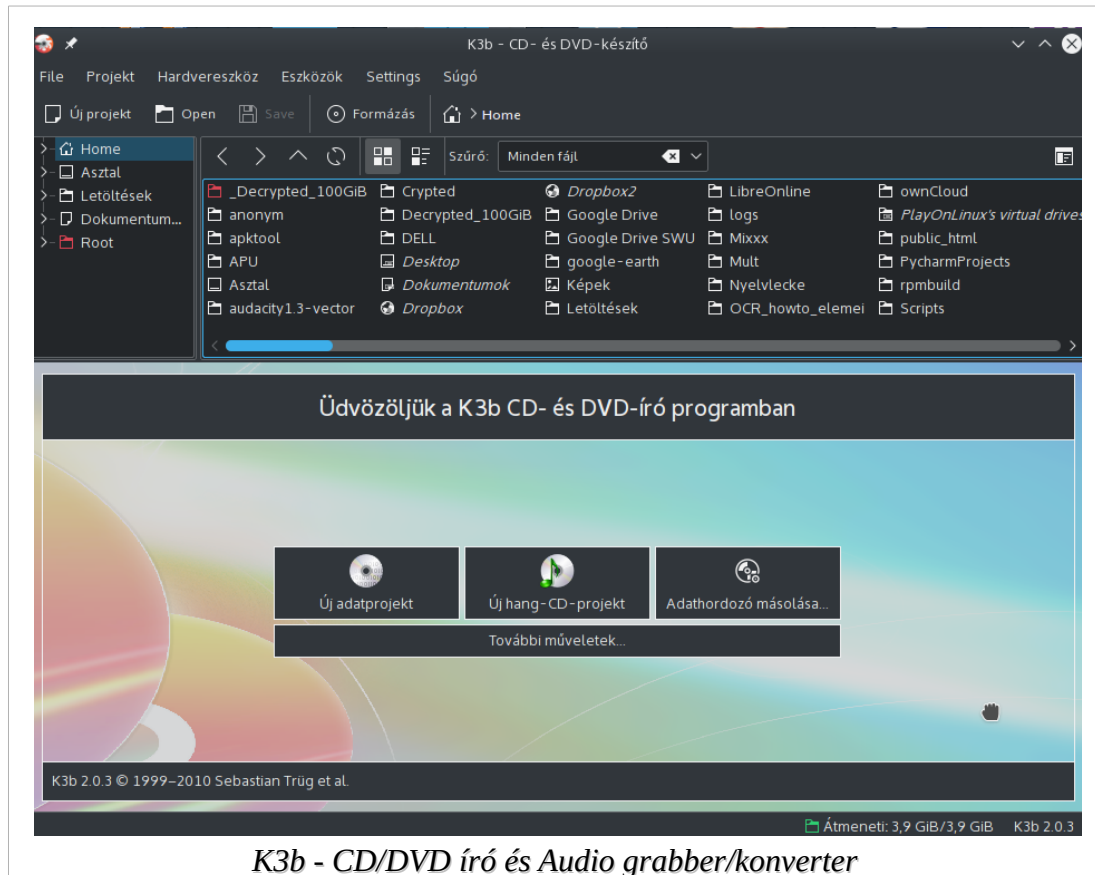 K3b - CD- és DVD-készítő
File Projekt Hardvereszköz Eszközök Settings Súgó
Új projekt Open Save Formázás > Home
Home
Asztal
Letöltések
Dokumentum...
Root
Szűrő: Minden fájl
_Decrypted_100GiB Crypted Dropbox2 LibreOnline ownCloud
anonym Decrypted_100GiB Google Drive logs PlayOnLinux's virtual drives
apktool DELL Google Drive SWU Mixxx public_html
APU Desktop google-earth Mult PycharmProjects
Asztal Dokumentumok Képek Nyelvlecke rpmbuild
audacity1.3-vector Dropbox Letöltések OCR_howto_elemei Scripts
Üdvözöljük a K3b CD- és DVD-író programban
Új adatprojekt Új hang-CD-projekt Adathordozó másolása...
További műveletek...
K3b 2.0.3 © 1999–2010 Sebastian Trüg et al.
Átmeneti: 3,9 GiB/3,9 GiB K3b 2.0.3
K3b - CD/DVD író és Audio grabber/konverter